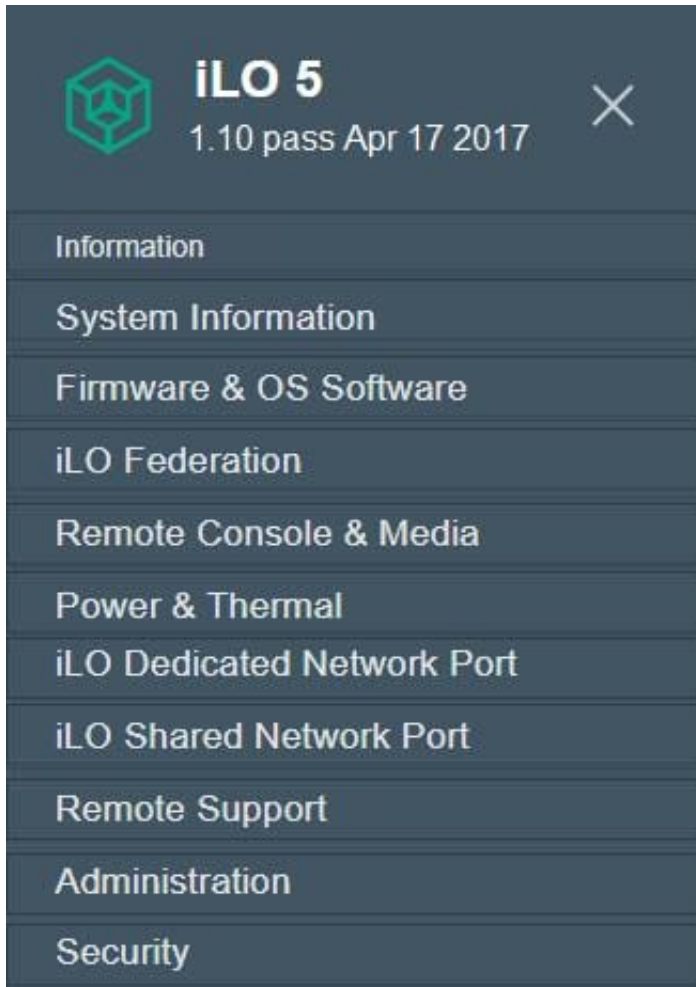 iLO 5
1.10 pass Apr 17 2017
Information
System Information
Firmware & OS Software
iLO Federation
Remote Console & Media
Power & Thermal
iLO Dedicated Network Port
iLO Shared Network Port
Remote Support
Administration
Security